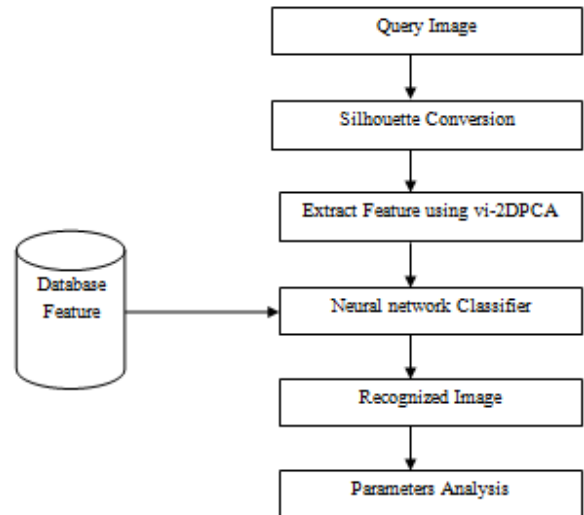 Query Image
Silhouette Conversion
Extract Feature using vi-2DPCA
Database
Feature
Neural network Classifier
Recognized Image
Parameters Analysis